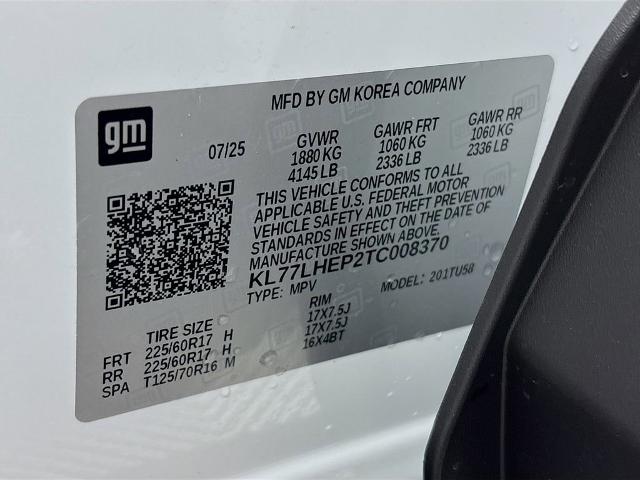 MFD BY GM KOREA COMPANY
gm
07/25 GVWR GAWR FRT GAWR RR
1880 KG 1060 KG 1060 KG
4145 LB 2336 LB 2336 LB
THIS VEHICLE CONFORMS TO ALL
APPLICABLE U.S. FEDERAL MOTOR
VEHICLE SAFETY AND THEFT PREVENTION
STANDARDS IN EFFECT ON THE DATE OF
MANUFACTURE SHOWN ABOVE.
KL77LHEP2TC008370
TYPE: MPV MODEL: 201TU58
TIRE SIZE RIM
FRT 225/60R17 H 17X7.5J
RR 225/60R17 H 17X7.5J
SPA T125/70R16 M 16X4BT